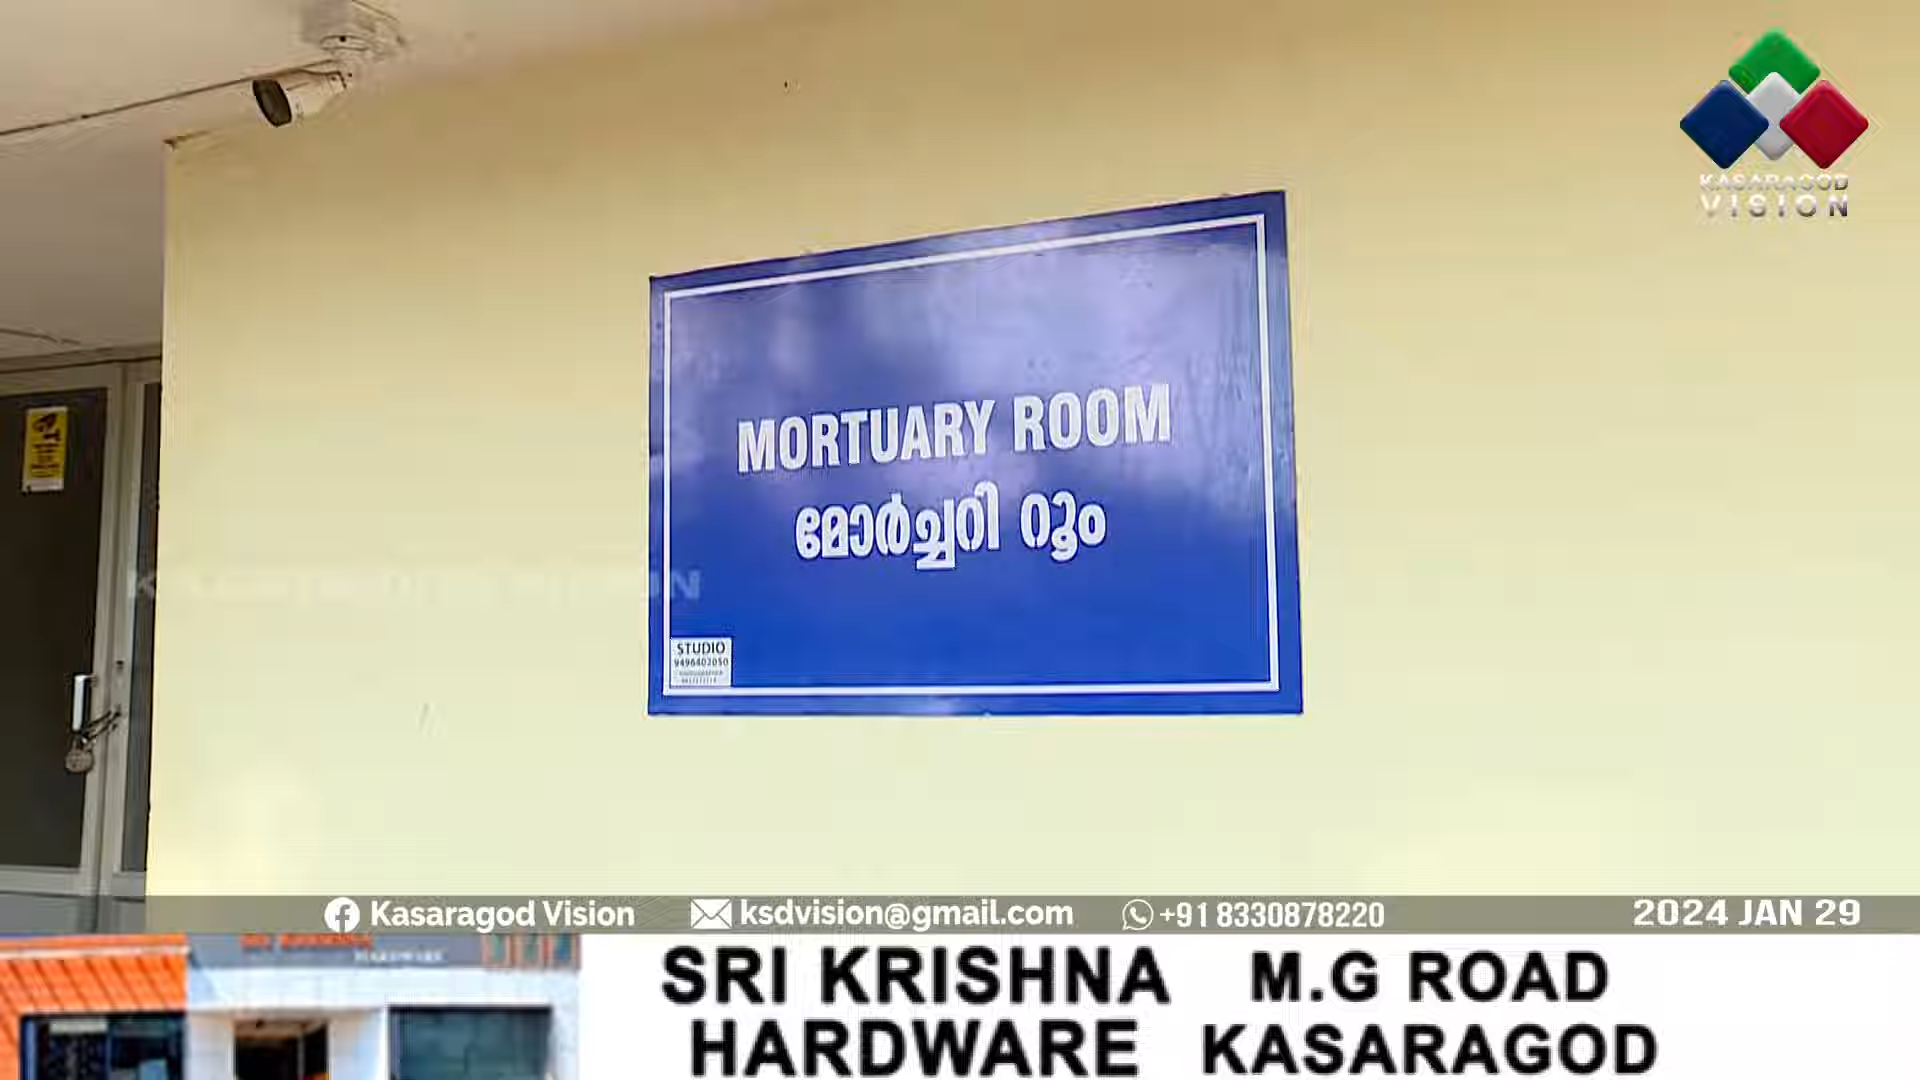 KASARAGOD
VISION
MORTUARY ROOM
മോർച്ചറി റൂം
STUDIO
9496402050
Kasaragod Vision
ksdvision@gmail.com
+91 8330878220
2024 JAN 29
SRI KRISHNA
HARDWARE
M.G ROAD
KASARAGOD